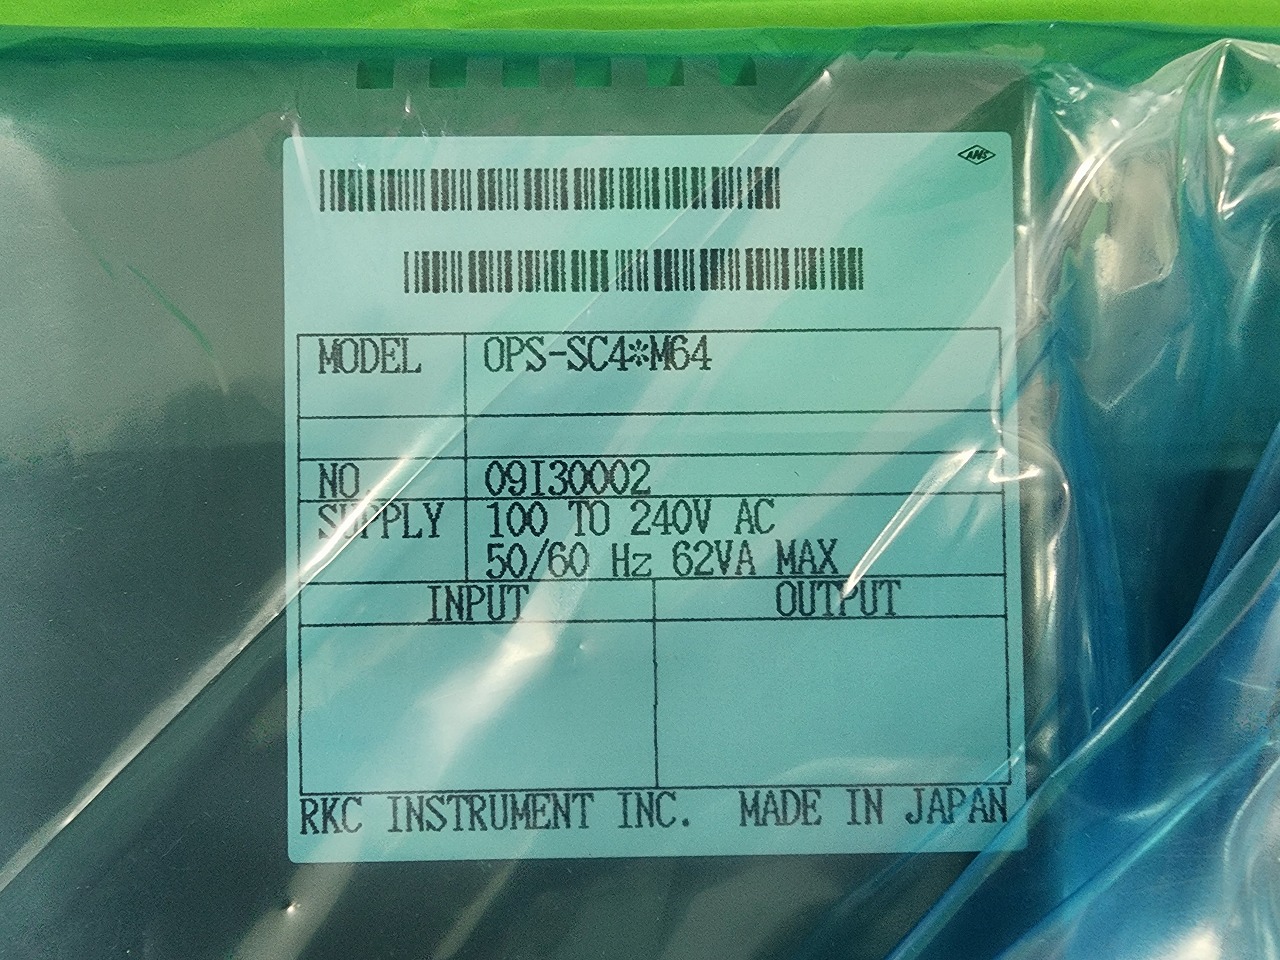 AHS
MODEL OPS-SC4*M64
NO 09I30002
SUPPLY 100 TO 240V AC
50/60 Hz 62VA MAX
INPUT OUTPUT
RKC INSTRUMENT INC. MADE IN JAPAN